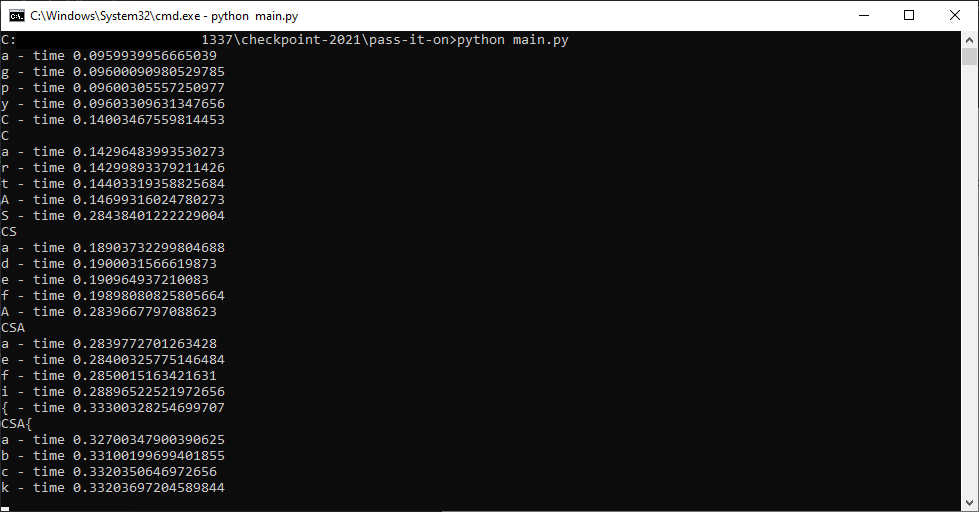 C:\Windows\System32\cmd.exe - python  main.py
C: 1337\checkpoint-2021\pass-it-on>python main.py
a - time 0.0959939956665039
g - time 0.09600090980529785
p - time 0.09600305557250977
y - time 0.09603309631347656
C - time 0.14003467559814453
C
a - time 0.14296483993530273
r - time 0.14299893379211426
t - time 0.14403319358825684
A - time 0.14699316024780273
S - time 0.28438401222229004
CS
a - time 0.18903732299804688
d - time 0.1900031566619873
e - time 0.190964937210083
f - time 0.19898080825805664
A - time 0.2839667797088623
CSA
a - time 0.2839772701263428
e - time 0.28400325775146484
f - time 0.2850015163421631
i - time 0.28896522521972656
{ - time 0.33300328254699707
CSA{
a - time 0.32700347900390625
b - time 0.33100199699401855
c - time 0.3320350646972656
k - time 0.33203697204589844